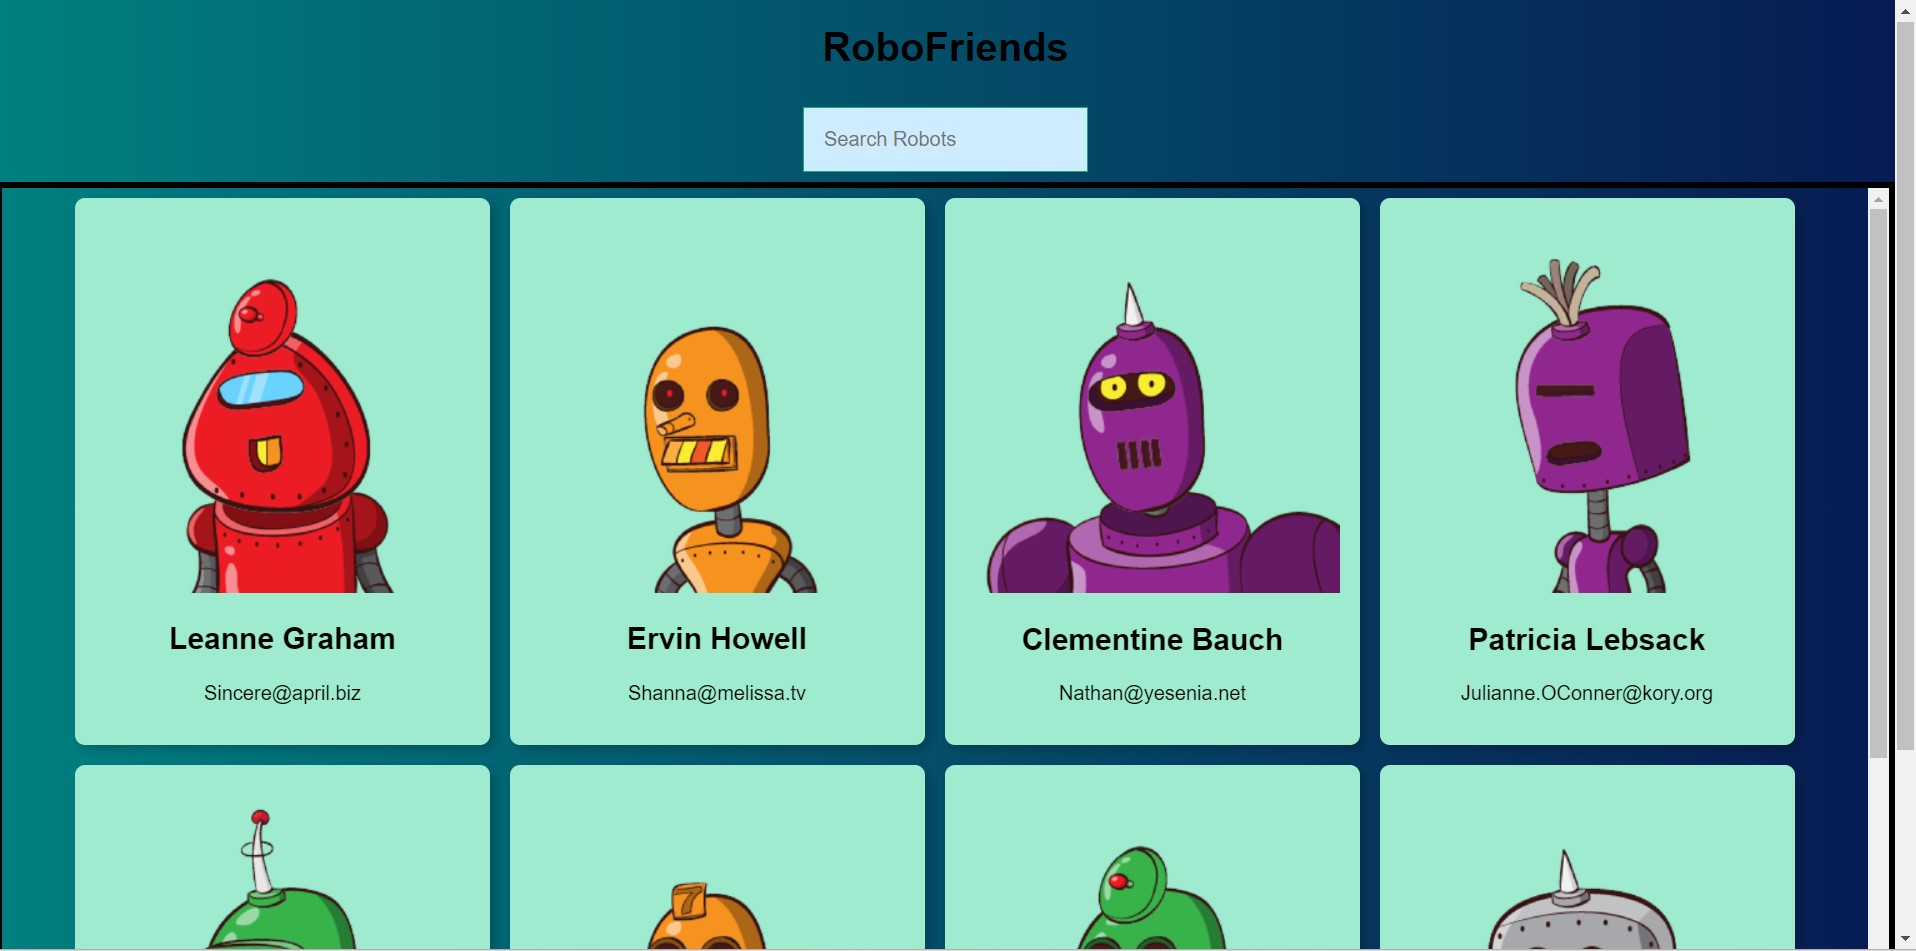 RoboFriends
Search Robots
Leanne Graham
Sincere@april.biz
Ervin Howell
Shanna@melissa.tv
Clementine Bauch
Nathan@yesenia.net
Patricia Lebsack
Julianne.OConner@kory.org
7